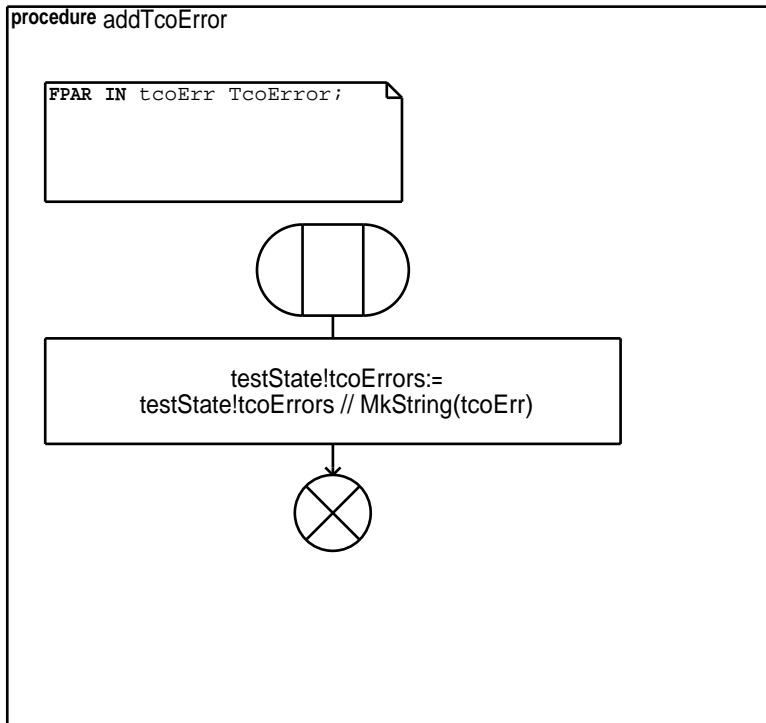 procedure addTcoError
FPAR IN tcoErr TcoError;
testState!tcoErrors:=
testState!tcoErrors // MkString(tcoErr)